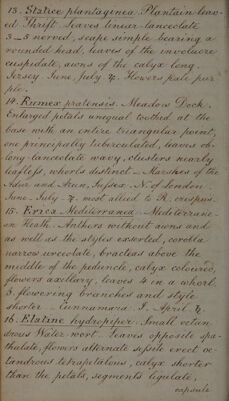 13. Statice plantaginea. Plantain leav-
ed Thrift. Leaves linear-lanceolate
3_5 nerved, scape simple bearing a
rounded head, leaves of the involucre
cuspidate, awns of the calyx long.
Jersey. June, July. ♃. Flowers pale pur
ple.
14. Rumex pratensis. Meadow Dock.
Enlarged petals unequal toothed at the
base with an entire triangular point,
one principally tuberculated, leaves ob-
long-lanceolate wavy, clusters nearly
leafless, whorls distinct _ Marshes of the
Adur and Arun, Sussex. N. of London.
June, July. ♃. most allied to R. crispus.
15. Erica Mediterranea. Mediterrane-
an Heath. Anthers without awns and
as well as the styles exserted, corolla
narrow urceolate, bracteas above the
middle of the peduncle, calyx coloured,
flowers axillary, leaves 4 in a whorl.
flowering branches and style
shorter _ Cunnamara. I. April. ♄.
16. Elatine hydropiper. Small
Water-wort. Leaves opposite spa-
thulate, flowers alternate sessile erect oc-
tandrous tetrapetalous, calyx shorter
than the petals, segments ligulate,
capsule